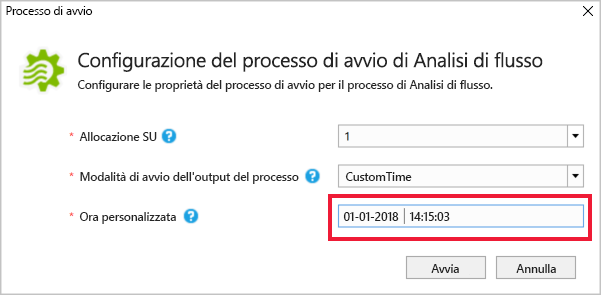 Processo di avvio
Configurazione del processo di avvio di Analisi di flusso
Configurare le proprietà del processo di avvio per il processo di Analisi di flusso.
* Allocazione SU ? 1
* Modalità di avvio dell'output del processo ? CustomTime
* Ora personalizzata ? 01-01-2018 | 14:15:03
Avvia Annulla